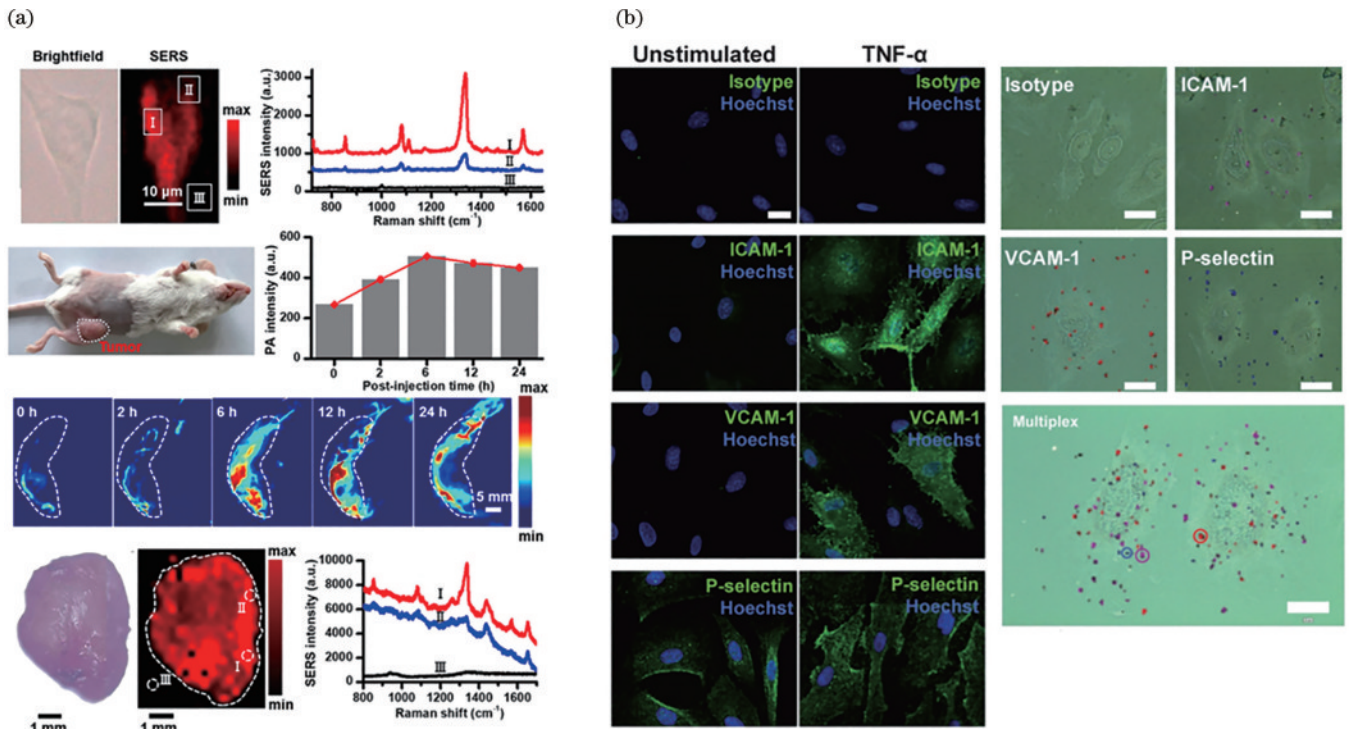 (a)
Brightfield
SERS
II
I
III
10 μm
max
min
SERS intensity (a.u.)
3000
2000
1000
0
I
II
III
800 1000 1200 1400 1600
Raman shift (cm⁻¹)
Tumor
PA intensity (a.u.)
600
400
200
0
0 2 6 12 24
Post-injection time (h)
0 h
2 h
6 h
12 h
24 h
5 mm
max
min
1 mm
II
I
III
1 mm
max
min
SERS intensity (a.u.)
10000
8000
6000
4000
2000
0
I
II
III
800 1000 1200 1400 1600
Raman shift (cm⁻¹)
(b)
Unstimulated
TNF-α
Isotype
Hoechst
Isotype
Hoechst
ICAM-1
Hoechst
ICAM-1
Hoechst
VCAM-1
Hoechst
VCAM-1
Hoechst
P-selectin
Hoechst
P-selectin
Hoechst
Isotype
ICAM-1
VCAM-1
P-selectin
Multiplex